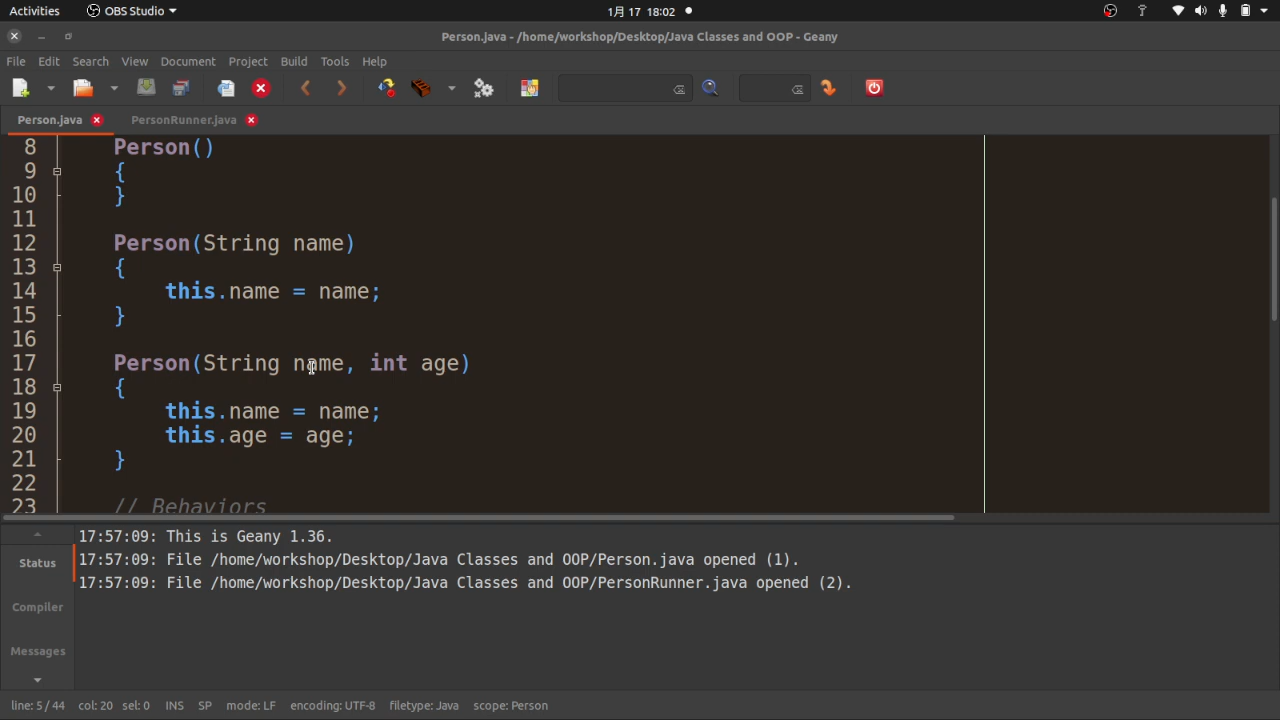 Activities OBS Studio 1月 17 18:02
Person.java - /home/workshop/Desktop/Java Classes and OOP - Geany
File Edit Search View Document Project Build Tools Help
Person.java PersonRunner.java
8 Person()
9 {
10 }
11
12 Person(String name)
13 {
14 this.name = name;
15 }
16
17 Person(String name, int age)
18 {
19 this.name = name;
20 this.age = age;
21 }
22
23 // Behaviors
17:57:09: This is Geany 1.36.
Status 17:57:09: File /home/workshop/Desktop/Java Classes and OOP/Person.java opened (1).
17:57:09: File /home/workshop/Desktop/Java Classes and OOP/PersonRunner.java opened (2).
Compiler
Messages
line: 5 / 44 col: 20 sel: 0 INS SP mode: LF encoding: UTF-8 filetype: Java scope: Person